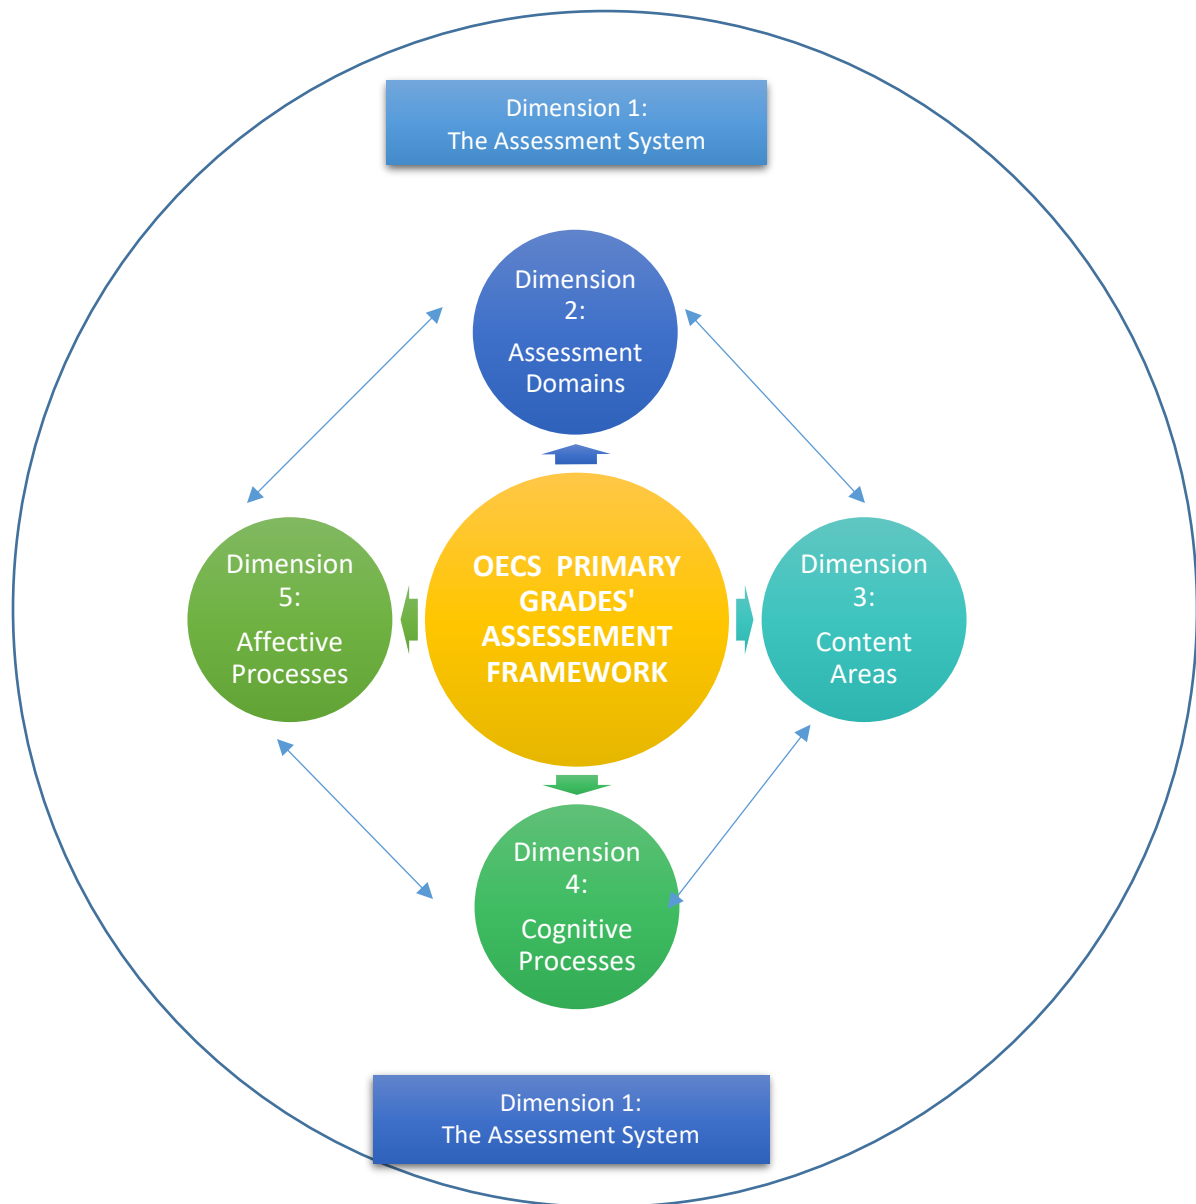 Dimension 1:
The Assessment System
Dimension
2:
Assessment
Domains
OECS PRIMARY
GRADES'
ASSESSEMENT
FRAMEWORK
Dimension
5:
Affective
Processes
Dimension
3:
Content
Areas
Dimension
4:
Cognitive
Processes
Dimension 1:
The Assessment System